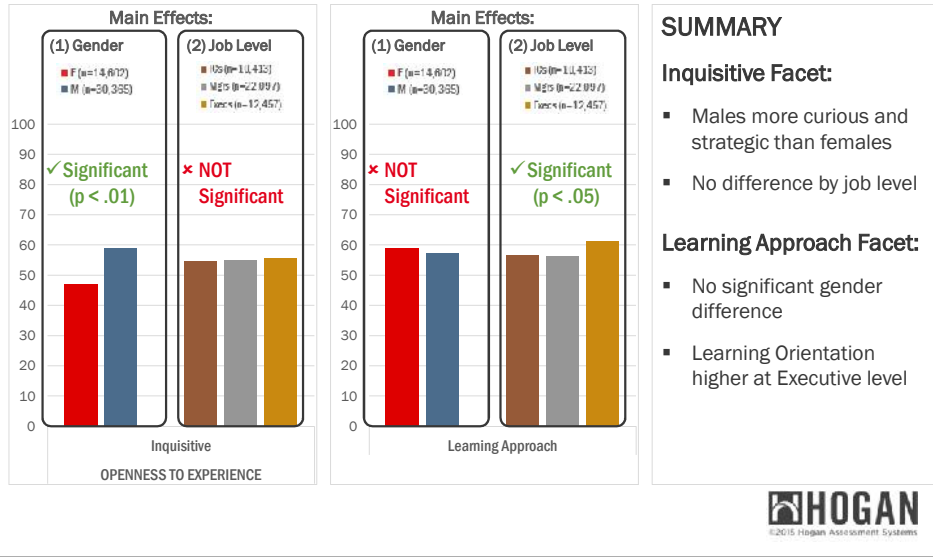 Main Effects:
(1) Gender
F (n=14,602)
M (n=30,365)
(2) Job Level
ICs (n=10,413)
Mgrs (n=22,097)
Execs (n=12,457)
100
90
80
70
60
50
40
30
20
10
0
✓ Significant
(p < .01)
✘ NOT
Significant
Inquisitive
OPENNESS TO EXPERIENCE
Main Effects:
(1) Gender
F (n=14,602)
M (n=30,365)
(2) Job Level
ICs (n=10,413)
Mgrs (n=22,097)
Execs (n=12,457)
100
90
80
70
60
50
40
30
20
10
0
✘ NOT
Significant
✓ Significant
(p < .05)
Learning Approach
SUMMARY
Inquisitive Facet:
▪ Males more curious and
strategic than females
▪ No difference by job level
Learning Approach Facet:
▪ No significant gender
difference
▪ Learning Orientation
higher at Executive level
HOGAN
©2015 Hogan Assessment Systems